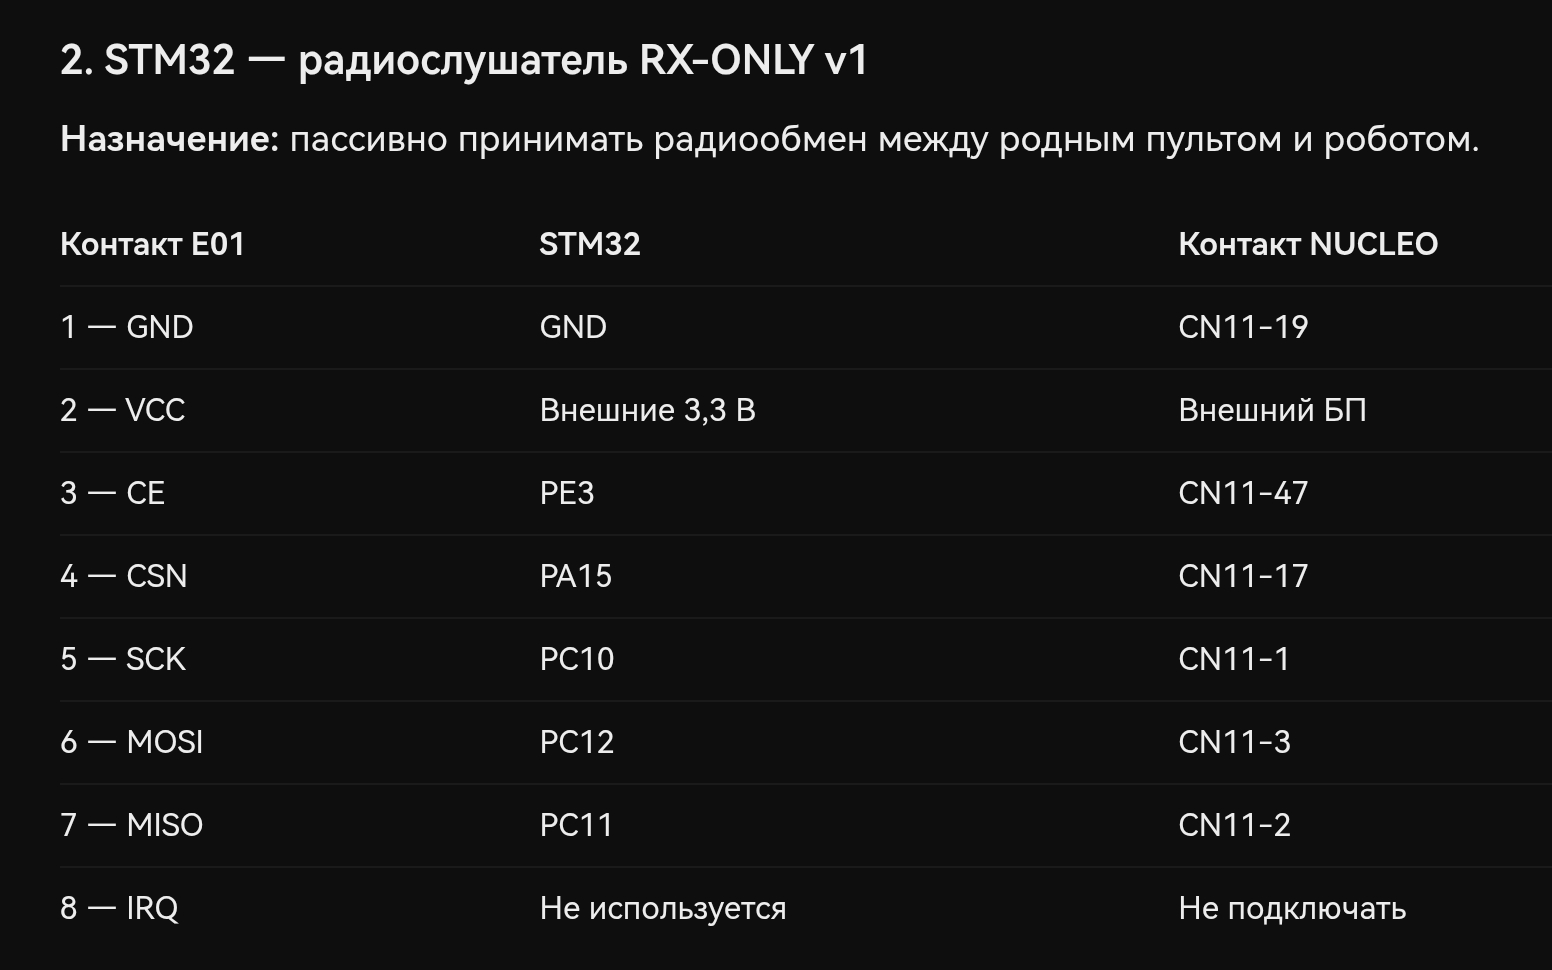 2. STM32 — радиослушатель RX-ONLY v1
Назначение: пассивно принимать радиообмен между родным пультом и роботом.
Контакт E01 STM32 Контакт NUCLEO
1 — GND GND CN11-19
2 — VCC Внешние 3,3 В Внешний БП
3 — CE PE3 CN11-47
4 — CSN PA15 CN11-17
5 — SCK PC10 CN11-1
6 — MOSI PC12 CN11-3
7 — MISO PC11 CN11-2
8 — IRQ Не используется Не подключать